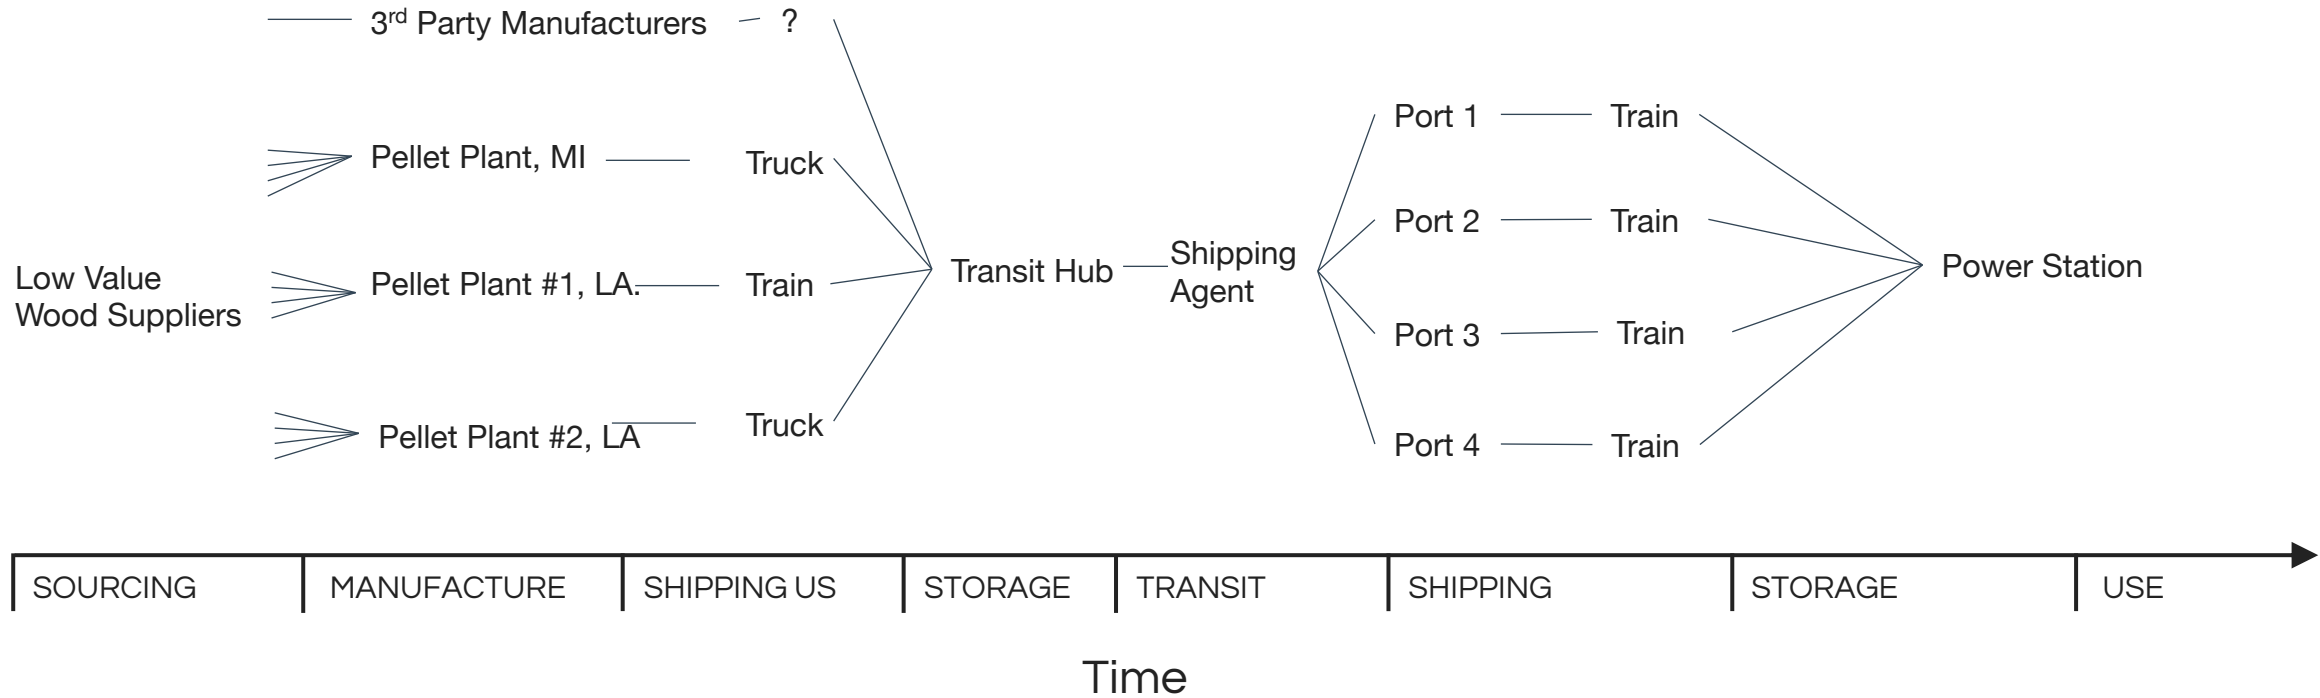 3rd Party Manufacturers
?
Pellet Plant, MI
Truck
Low Value
Wood Suppliers
Pellet Plant #1, LA.
Train
Pellet Plant #2, LA
Truck
Transit Hub
Shipping
Agent
Port 1
Train
Port 2
Train
Port 3
Train
Port 4
Train
Power Station
SOURCING
MANUFACTURE
SHIPPING US
STORAGE
TRANSIT
SHIPPING
STORAGE
USE
Time